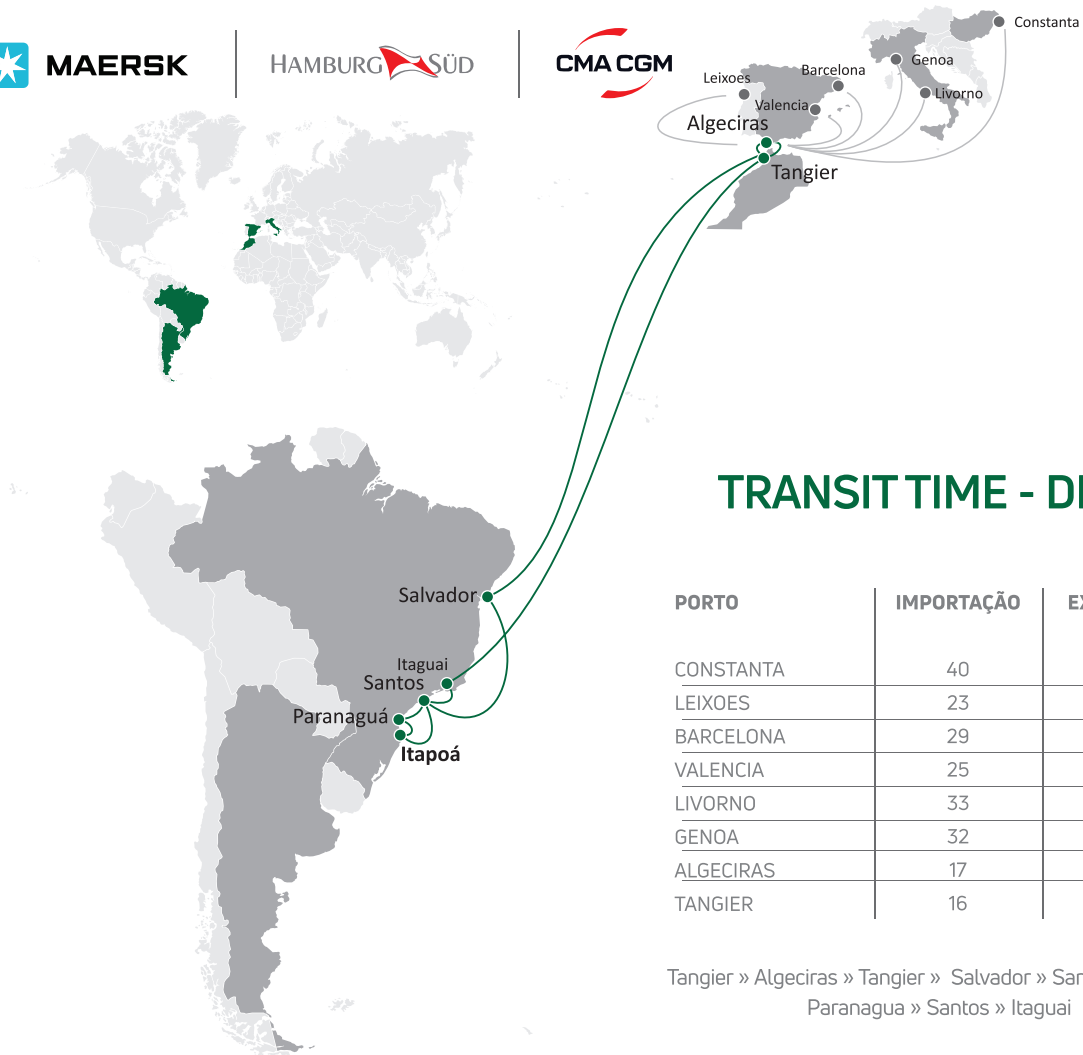 MAERSK
HAMBURG SÜD
CMA CGM
Constanta
Genoa
Livorno
Barcelona
Leixoes
Valencia
Algeciras
Tangier
Salvador
Itaguai
Santos
Paranaguá
Itapoá
TRANSIT TIME -
PORTO IMPORTAÇÃO
CONSTANTA 40
LEIXOES 23
BARCELONA 29
VALENCIA 25
LIVORNO 33
GENOA 32
ALGECIRAS 17
TANGIER 16
Tangier » Algeciras » Tangier » Salvador »
Paranagua » Santos » Itaguai